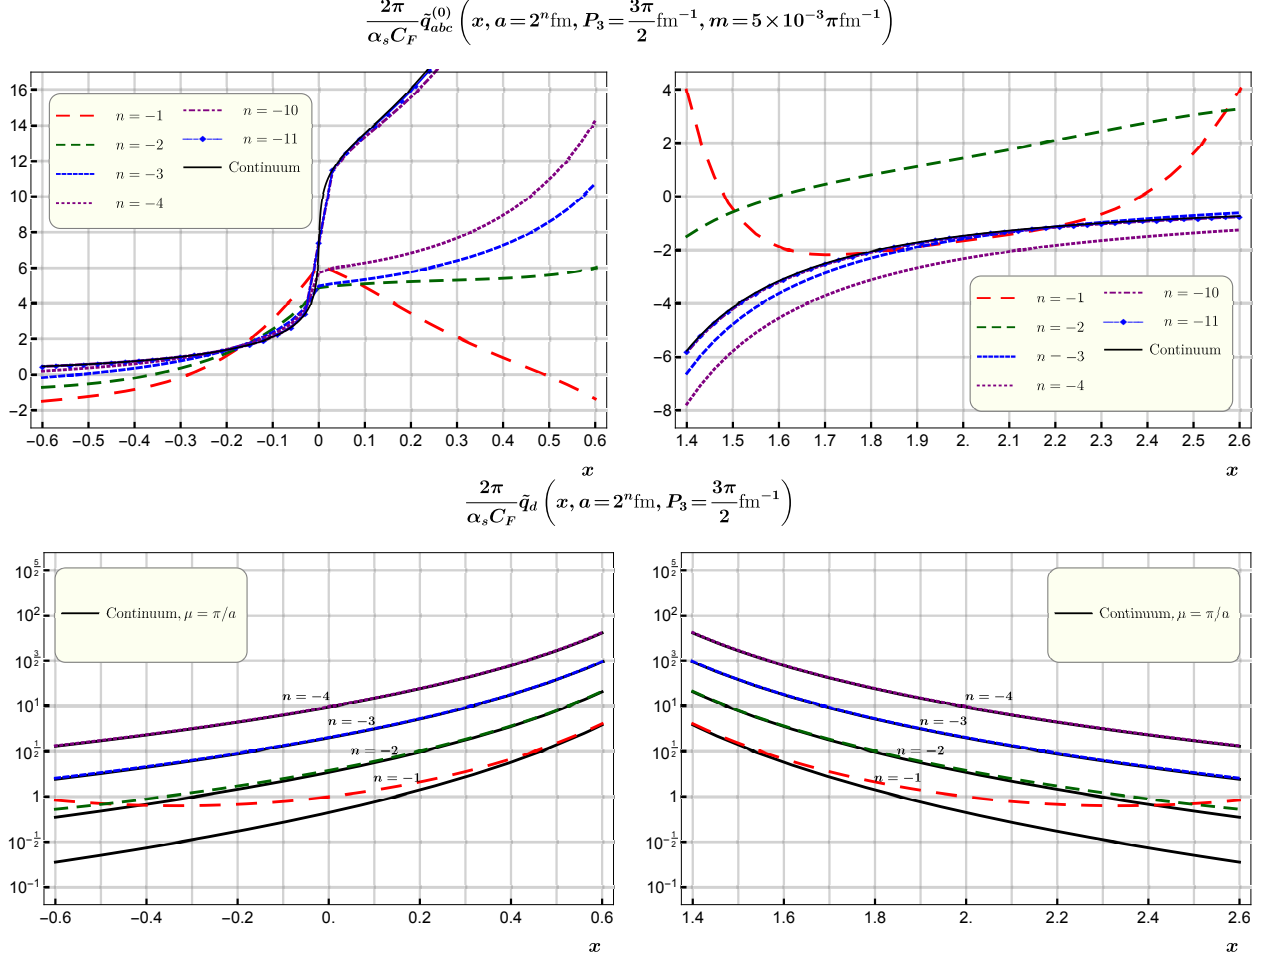 2π/(α_s C_F) q̃_abc^(0) (x, a = 2^n fm, P_3 = 3π/2 fm^−1, m = 5×10^−3 π fm^−1)
16
14
12
10
8
6
4
2
0
−2
n = −1
n = −2
n = −3
n = −4
n = −10
n = −11
Continuum
−0.6 −0.5 −0.4 −0.3 −0.2 −0.1 0 0.1 0.2 0.3 0.4 0.5 0.6
x
4
2
0
−2
−4
−6
−8
n = −1
n = −2
n − −3
n = −4
n = −10
n = −11
Continuum
1.4 1.5 1.6 1.7 1.8 1.9 2. 2.1 2.2 2.3 2.4 2.5 2.6
x
2π/(α_s C_F) q̃_d (x, a = 2^n fm, P_3 = 3π/2 fm^−1)
10^5/2
10^2
10^3/2
10^1
10^1/2
1
10^−1/2
10^−1
Continuum, μ = π/a
n = −4
n = −3
n = −2
n = −1
−0.6 −0.4 −0.2 0. 0.2 0.4 0.6
x
10^5/2
10^2
10^3/2
10^1
10^1/2
1
10^−1/2
10^−1
Continuum, μ = π/a
n = −4
n = −3
n = −2
n = −1
1.4 1.6 1.8 2. 2.2 2.4 2.6
x